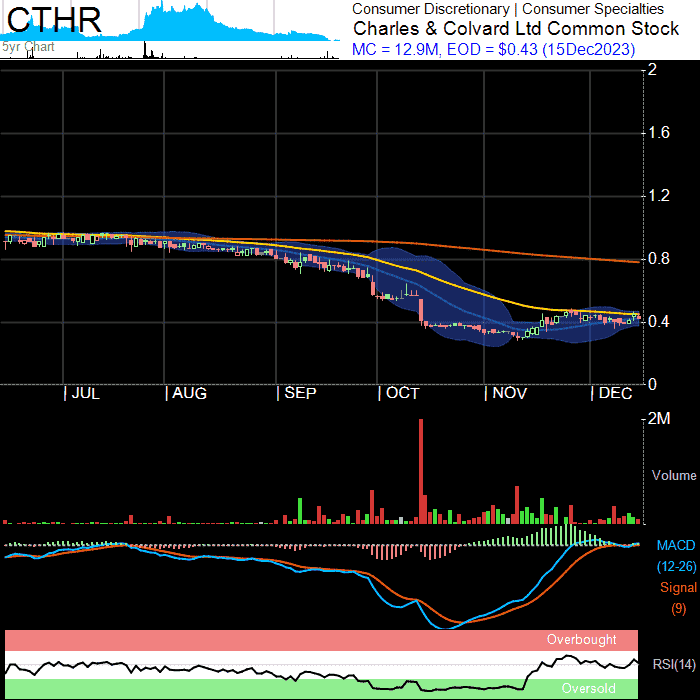 CTHR
5yr Chart
Consumer Discretionary | Consumer Specialties
Charles & Colvard Ltd Common Stock
MC = 12.9M, EOD = $0.43 (15Dec2023)
2
1.6
1.2
0.8
0.4
0
JUL AUG SEP OCT NOV DEC
2M
Volume
MACD
(12-26)
Signal
(9)
Overbought
RSI(14)
Oversold